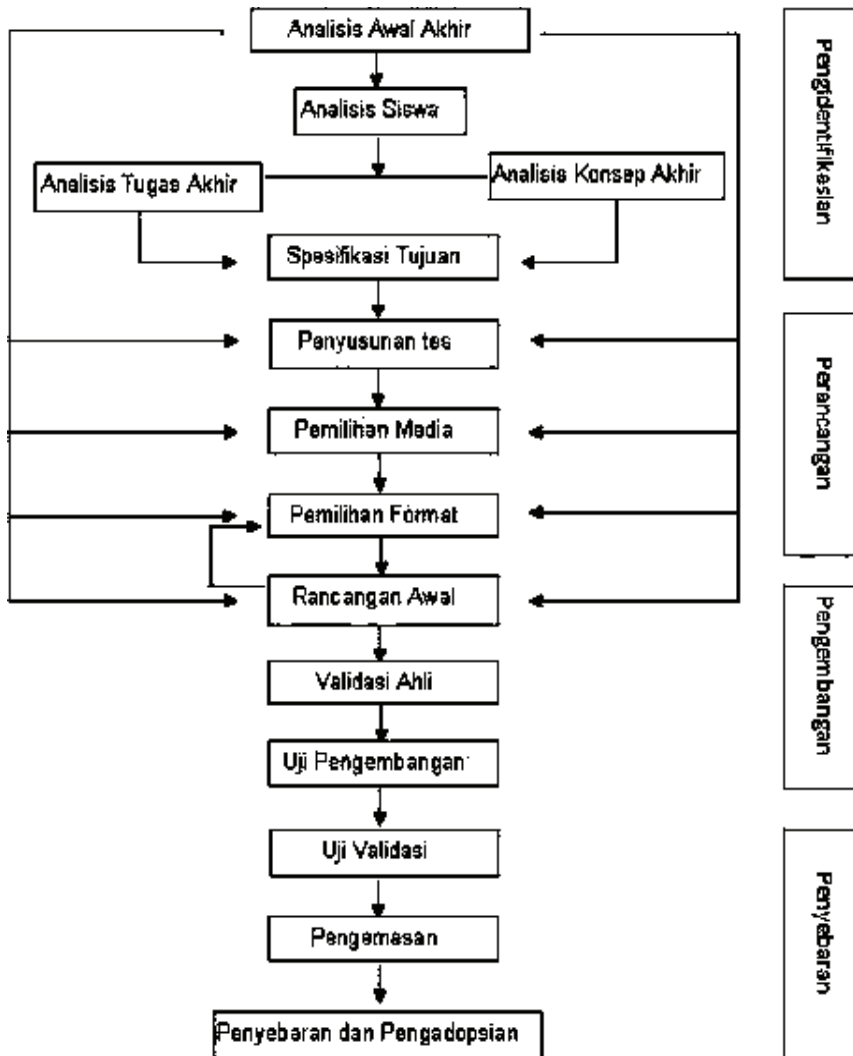 Analisis Awal Akhir
Analisis Siswa
Analisis Tugas Akhir
Analisis Konsep Akhir
Spesifikasi Tujuan
Penyusunan tes
Pemilihan Media
Pemilihan Format
Rancangan Awal
Validasi Ahli
Uji Pengembangan
Uji Validasi
Pengemasan
Penyebaran dan Pengadopsian
Pengidentifikasian
Perancangan
Pengembangan
Penyebaran